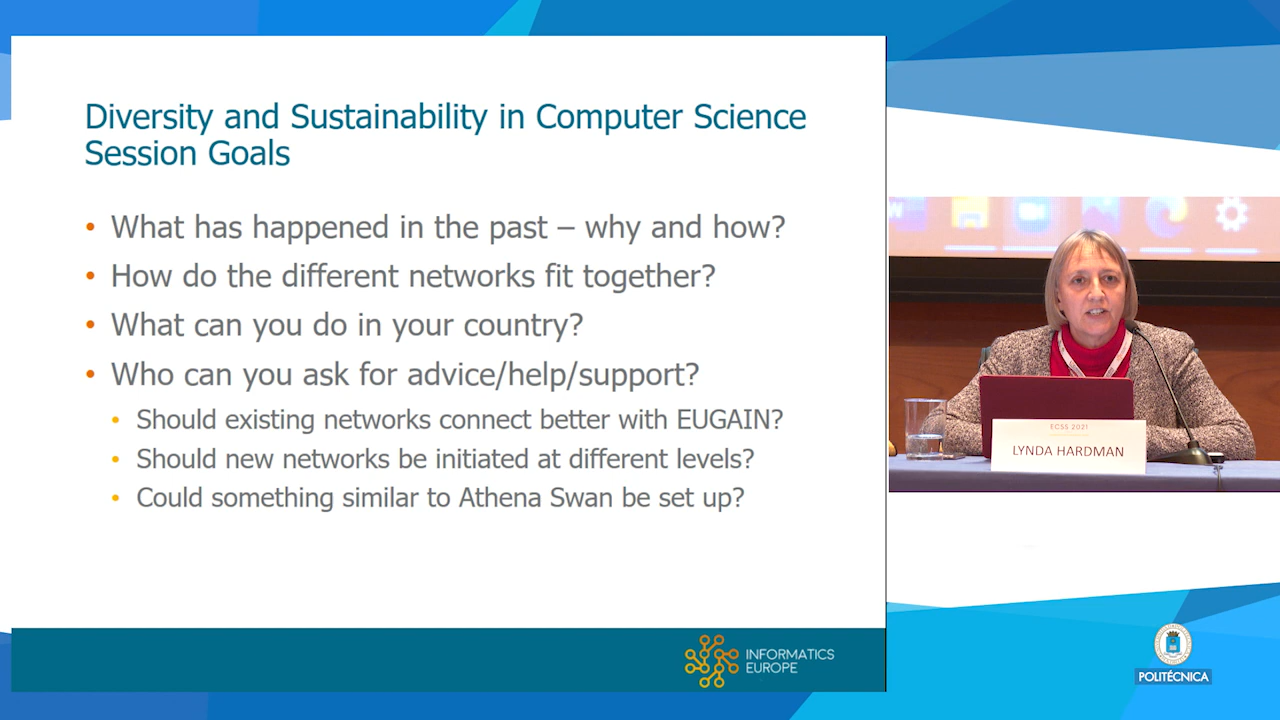 Diversity and Sustainability in Computer Science
Session Goals
• What has happened in the past – why and how?
• How do the different networks fit together?
• What can you do in your country?
• Who can you ask for advice/help/support?
• Should existing networks connect better with EUGAIN?
• Should new networks be initiated at different levels?
• Could something similar to Athena Swan be set up?
INFORMATICS
EUROPE
ECSS 2021
LYNDA HARDMAN
POLITÉCNICA